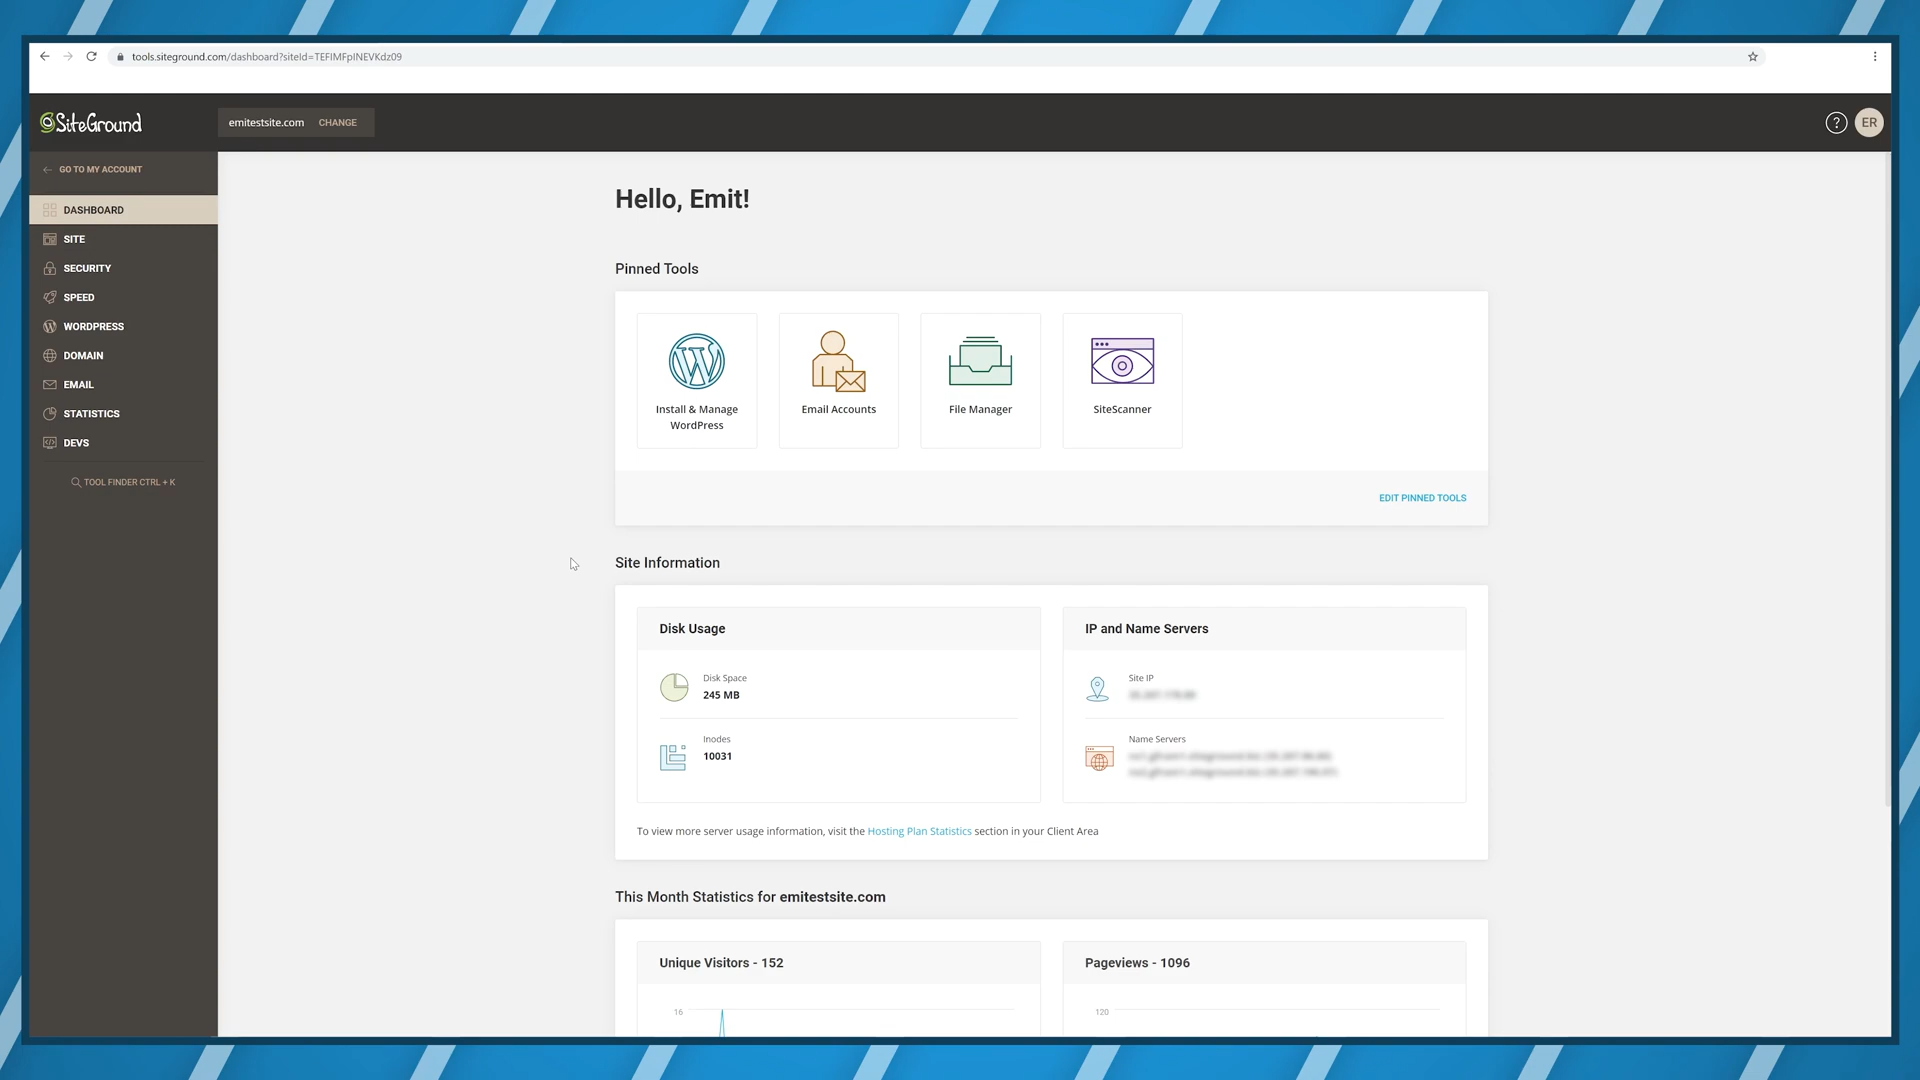 tools.siteground.com/dashboard?siteId=TEFIMFpINEVKdz09
SiteGround
emitestsite.com CHANGE
? ER
GO TO MY ACCOUNT
DASHBOARD
SITE
SECURITY
SPEED
WORDPRESS
DOMAIN
EMAIL
STATISTICS
DEVS
TOOL FINDER CTRL + K
Hello, Emit!
Pinned Tools
Install & Manage
WordPress
Email Accounts
File Manager
SiteScanner
EDIT PINNED TOOLS
Site Information
Disk Usage
Disk Space
245 MB
Inodes
10031
IP and Name Servers
Site IP
Name Servers
To view more server usage information, visit the Hosting Plan Statistics section in your Client Area
This Month Statistics for emitestsite.com
Unique Visitors - 152
16
Pageviews - 1096
120